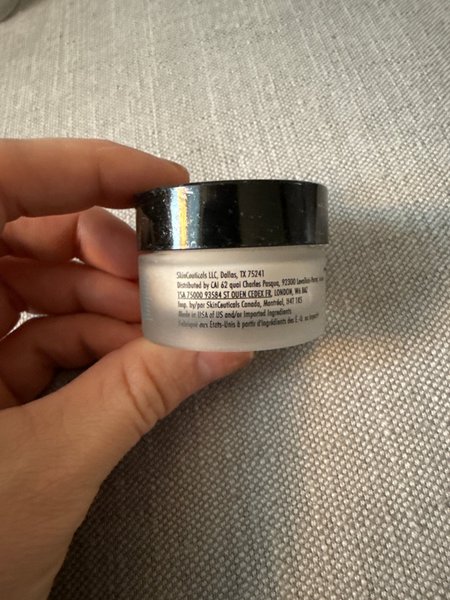 SkinCeuticals LLC, Dallas, TX 75241
Distributed by CAI 62 quai Charles Pasqua, 92300 Levallois-Perret,
TSA 75000 93584 ST OUEN CEDEX FR, LONDON, W6
Imp. by/par SkinCeuticals Canada, Montréal, H4T 1K5
Made in USA of US and/or Imported Ingredients
Fabriqué aux États-Unis à partir d'ingrédients des É.-U. ou importés